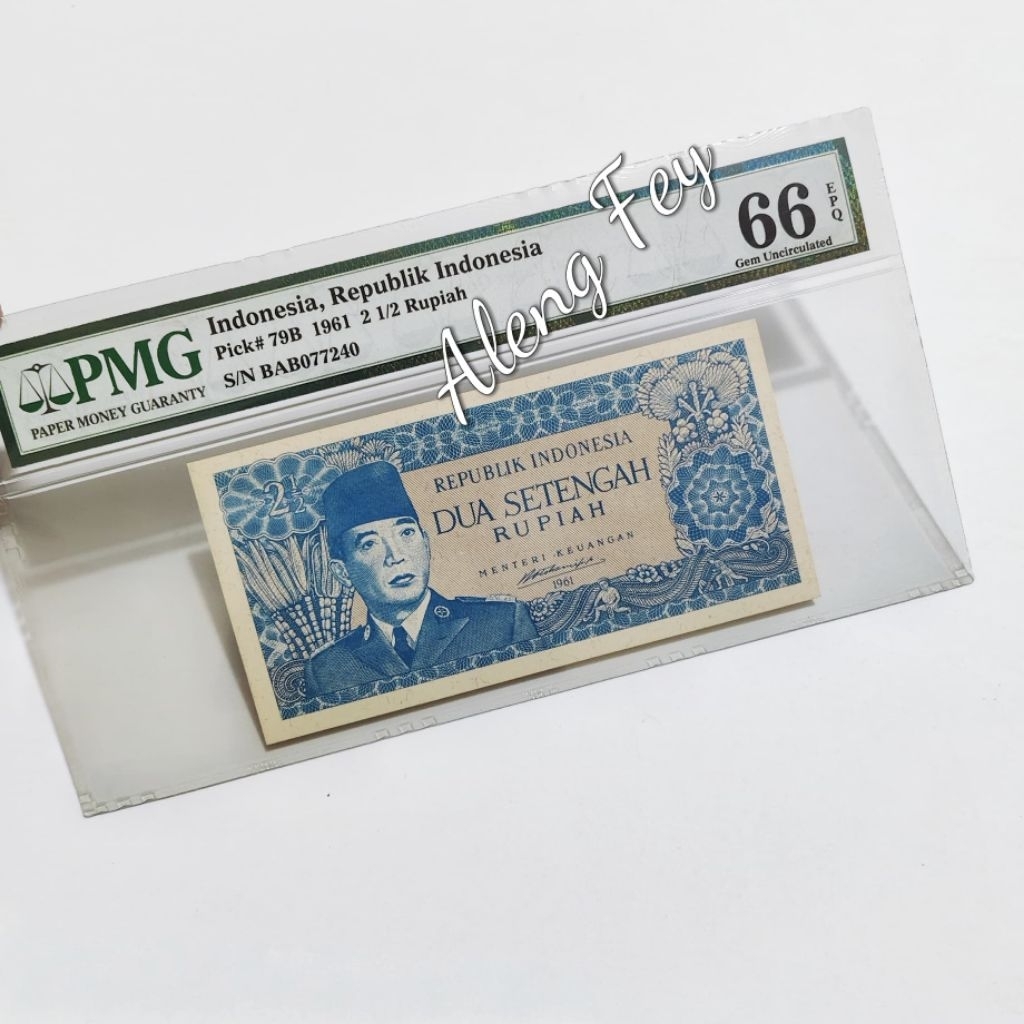 PMG
PAPER MONEY GUARANTY
Indonesia, Republik Indonesia
Pick# 79B 1961 2 1/2 Rupiah
S/N BAB077240
66
EPQ
Gem Uncirculated
Aleng Fey
2½
REPUBLIK INDONESIA
DUA SETENGAH
RUPIAH
MENTERI KEUANGAN
1961